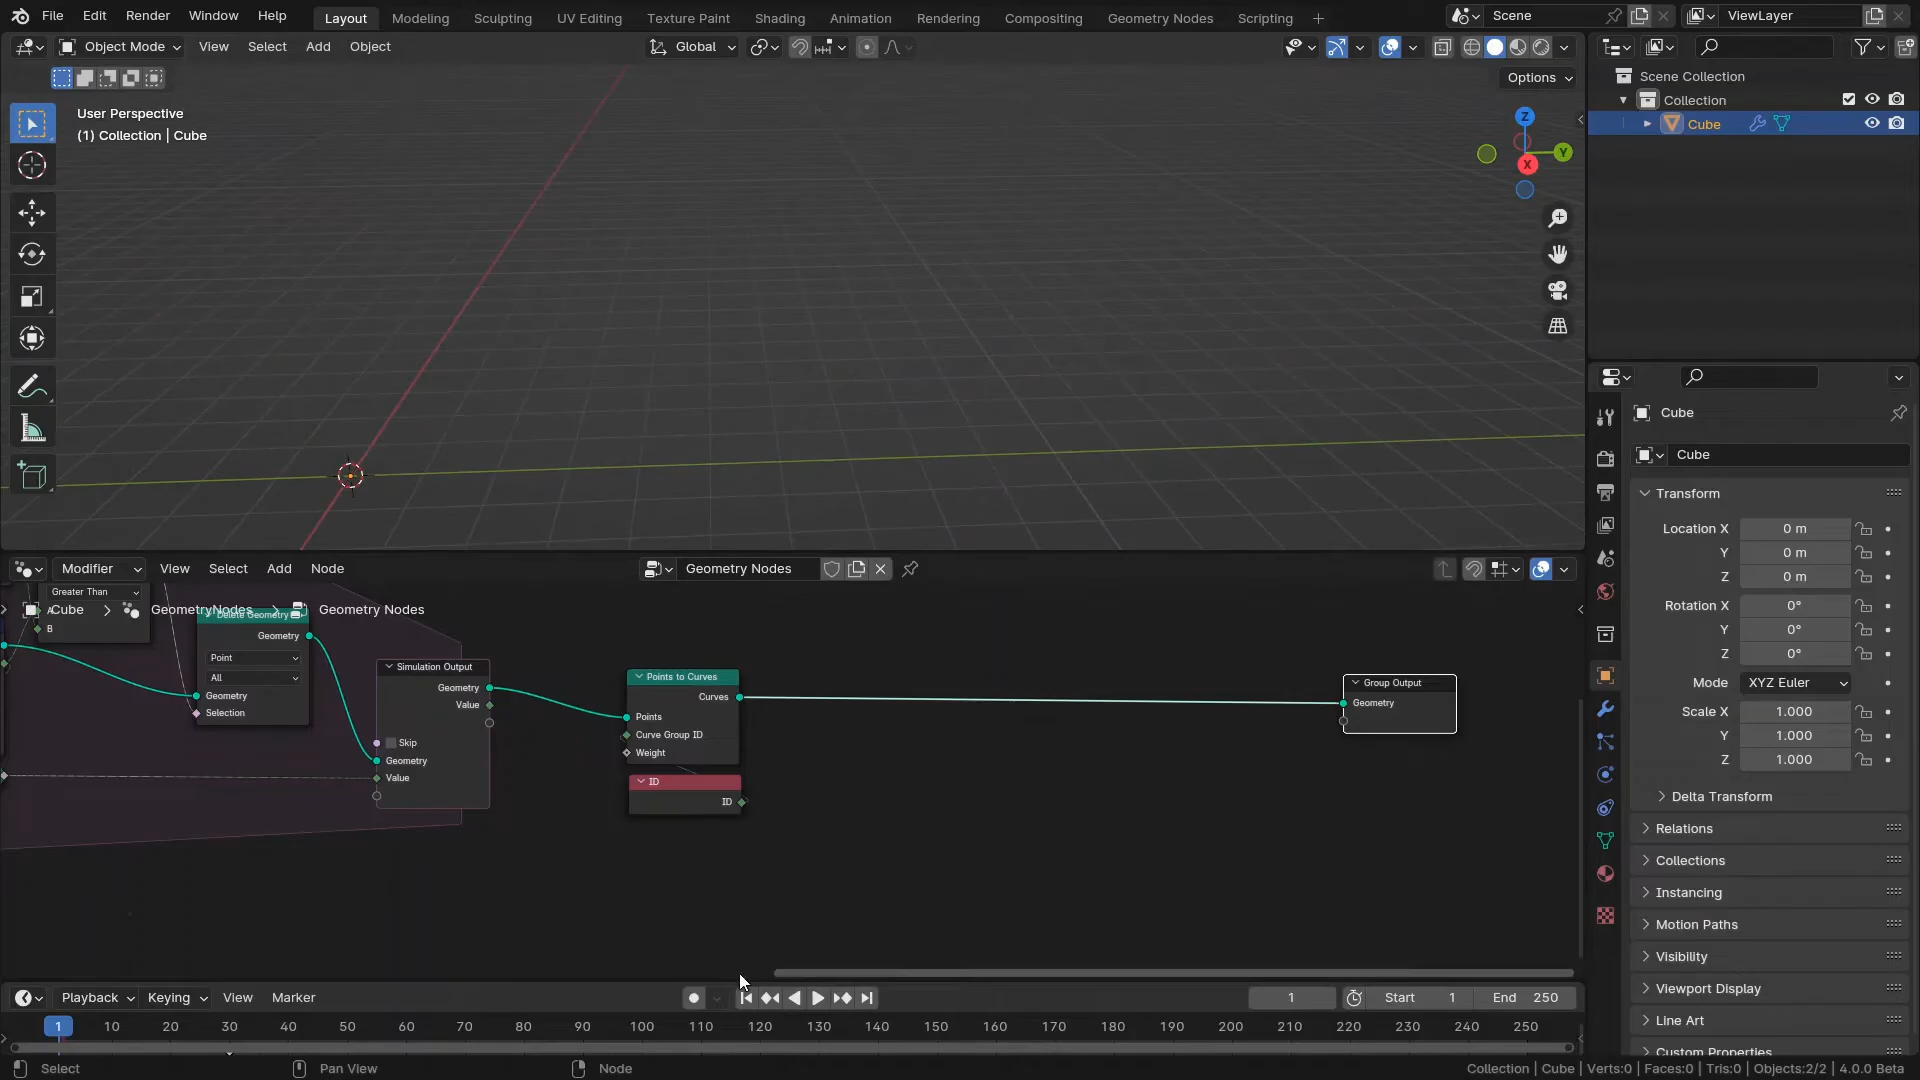 File Edit Render Window Help Layout Modeling Sculpting UV Editing Texture Paint Shading Animation Rendering Compositing Geometry Nodes Scripting + Scene ViewLayer
Object Mode View Select Add Object Global
Options
User Perspective
(1) Collection | Cube
Z
Y
X
Scene Collection
Collection
Cube
Cube
Cube
Transform
Location X 0 m
Y 0 m
Z 0 m
Rotation X 0°
Y 0°
Z 0°
Mode XYZ Euler
Scale X 1.000
Y 1.000
Z 1.000
Delta Transform
Relations
Collections
Instancing
Motion Paths
Visibility
Viewport Display
Line Art
Custom Properties
Modifier View Select Add Node Geometry Nodes
Greater Than
Cube > GeometryNodes > Geometry Nodes
A
B
Delete Geometry
Geometry
Point
All
Geometry
Selection
Simulation Output
Geometry
Value
Skip
Geometry
Value
Points to Curves
Curves
Points
Curve Group ID
Weight
ID
ID
Group Output
Geometry
Playback Keying View Marker 1 Start 1 End 250
1 10 20 30 40 50 60 70 80 90 100 110 120 130 140 150 160 170 180 190 200 210 220 230 240 250
Select Pan View Node Collection | Cube | Verts:0 | Faces:0 | Tris:0 | Objects:2/2 | 4.0.0 Beta